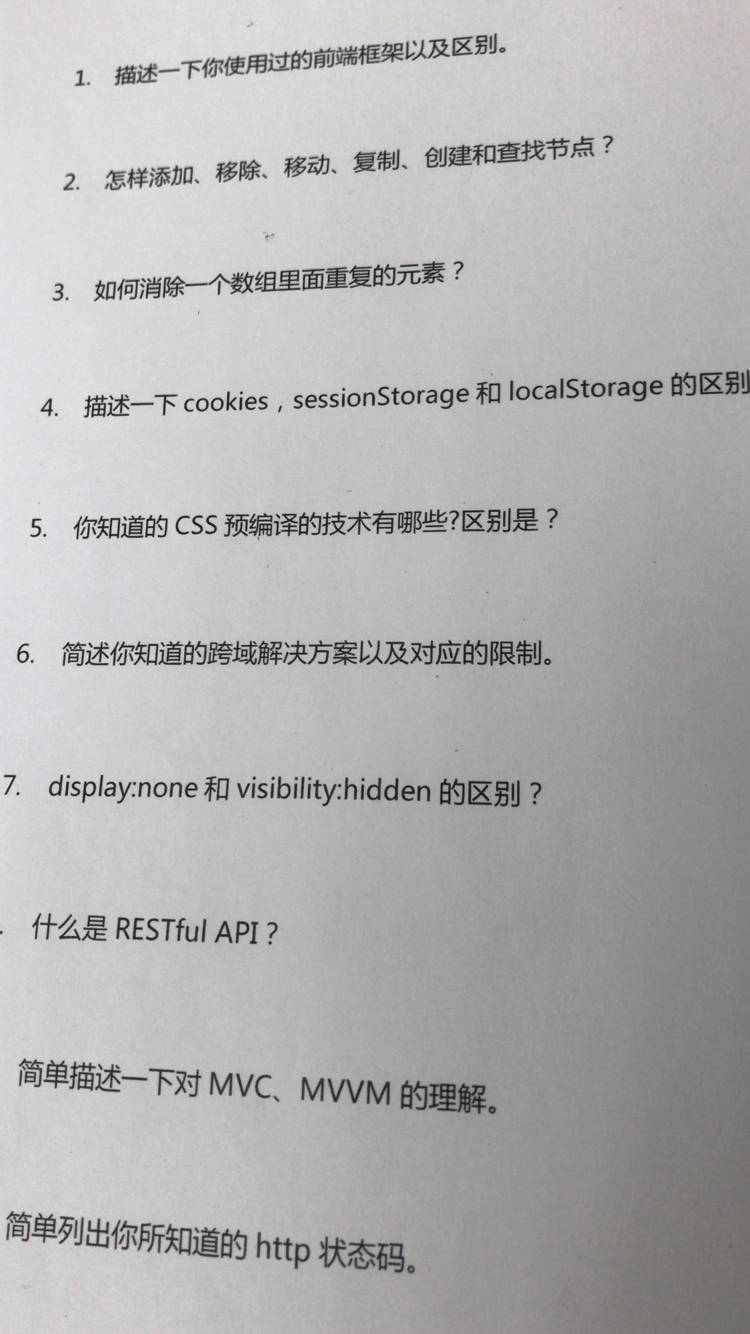 1. 描述一下你使用过的前端框架以及区别。
2. 怎样添加、移除、移动、复制、创建和查找节点？
3. 如何消除一个数组里面重复的元素？
4. 描述一下 cookies，sessionStorage 和 localStorage 的区别
5. 你知道的 CSS 预编译的技术有哪些?区别是？
6. 简述你知道的跨域解决方案以及对应的限制。
7. display:none 和 visibility:hidden 的区别？
. 什么是 RESTful API？
简单描述一下对 MVC、MVVM 的理解。
简单列出你所知道的 http 状态码。